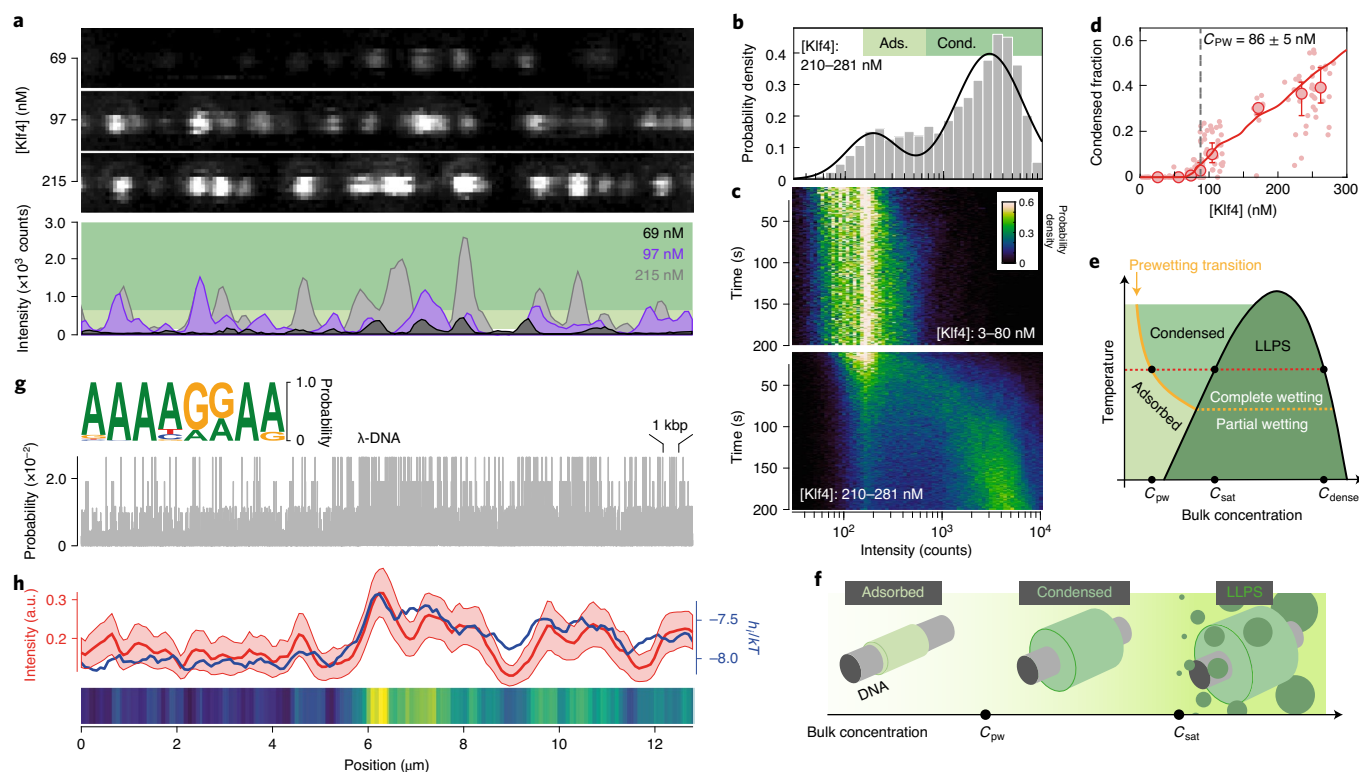 a
[Klf4] (nM)
69
97
215
Intensity (×10³ counts)
3.0
2.0
1.0
0
69 nM
97 nM
215 nM
b
Probability density
0.4
0.3
0.2
0.1
0
[Klf4]:
210–281 nM
Ads.
Cond.
c
Time (s)
50
100
150
200
0.6
0.3
0
Probability
density
[Klf4]: 3–80 nM
Time (s)
50
100
150
200
[Klf4]: 210–281 nM
10²
10³
10⁴
Intensity (counts)
d
Condensed fraction
0.6
0.2
0
C_PW = 86 ± 5 nM
0
100
200
300
[Klf4] (nM)
e
Prewetting transition
Temperature
Condensed
LLPS
Adsorbed
Complete wetting
Partial wetting
C_pw
C_sat
C_dense
Bulk concentration
f
Adsorbed
Condensed
LLPS
DNA
Bulk concentration
C_pw
C_sat
g
AAAAGGAA
1.0
0
Probability
λ-DNA
1 kbp
Probability (×10⁻²)
2.0
0
h
Intensity (a.u.)
0.3
0.2
−7.5
−8.0
h_i/kT
0
2
4
6
8
10
12
Position (μm)